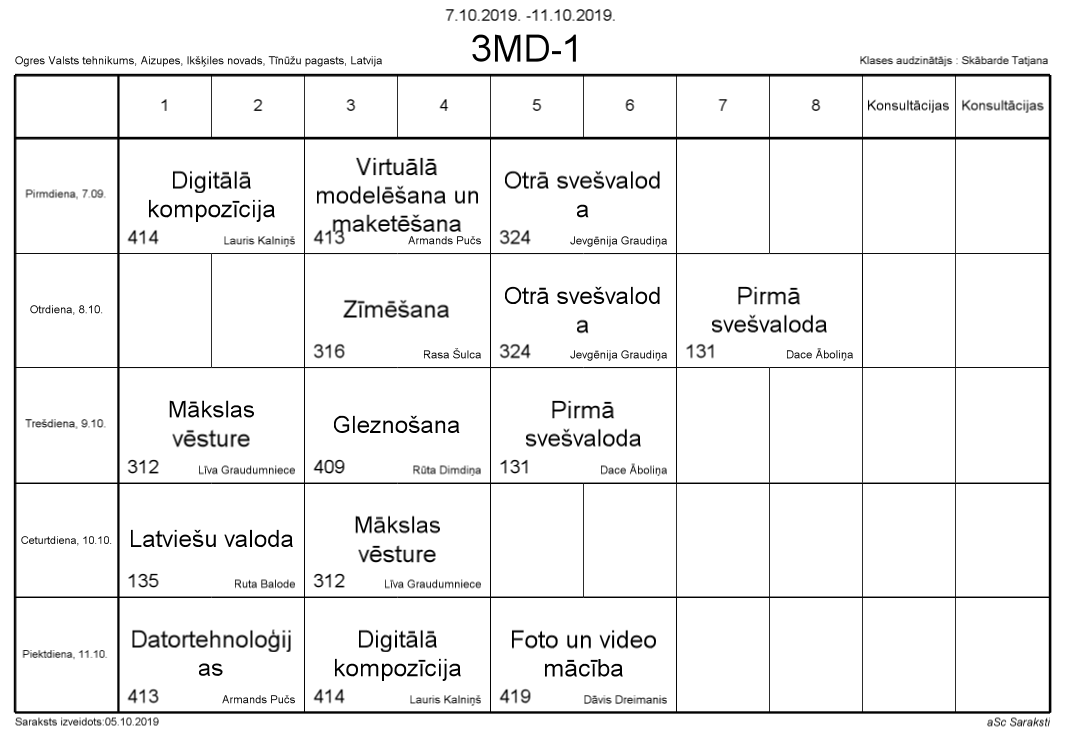 7.10.2019. -11.10.2019.
3MD-1
Ogres Valsts tehnikums, Aizupes, Ikšķiles novads, Tīnūžu pagasts, Latvija
Klases audzinātājs : Skābarde Tatjana
1 2 3 4 5 6 7 8 Konsultācijas Konsultācijas
Pirmdiena, 7.09.
Digitālā
kompozīcija
414 Lauris Kalniņš
Virtuālā
modelēšana un
maketēšana
413 Armands Pučs
Otrā svešvalod
a
324 Jevgēnija Graudiņa
Otrdiena, 8.10.
Zīmēšana
316 Rasa Šulca
Otrā svešvalod
a
324 Jevgēnija Graudiņa
Pirmā
svešvaloda
131 Dace Āboliņa
Trešdiena, 9.10.
Mākslas
vēsture
312 Līva Graudumniece
Gleznošana
409 Rūta Dimdiņa
Pirmā
svešvaloda
131 Dace Āboliņa
Ceturtdiena, 10.10.
Latviešu valoda
135 Ruta Balode
Mākslas
vēsture
312 Līva Graudumniece
Piektdiena, 11.10.
Datortehnoloģij
as
413 Armands Pučs
Digitālā
kompozīcija
414 Lauris Kalniņš
Foto un video
mācība
419 Dāvis Dreimanis
Saraksts izveidots:05.10.2019
aSc Saraksti